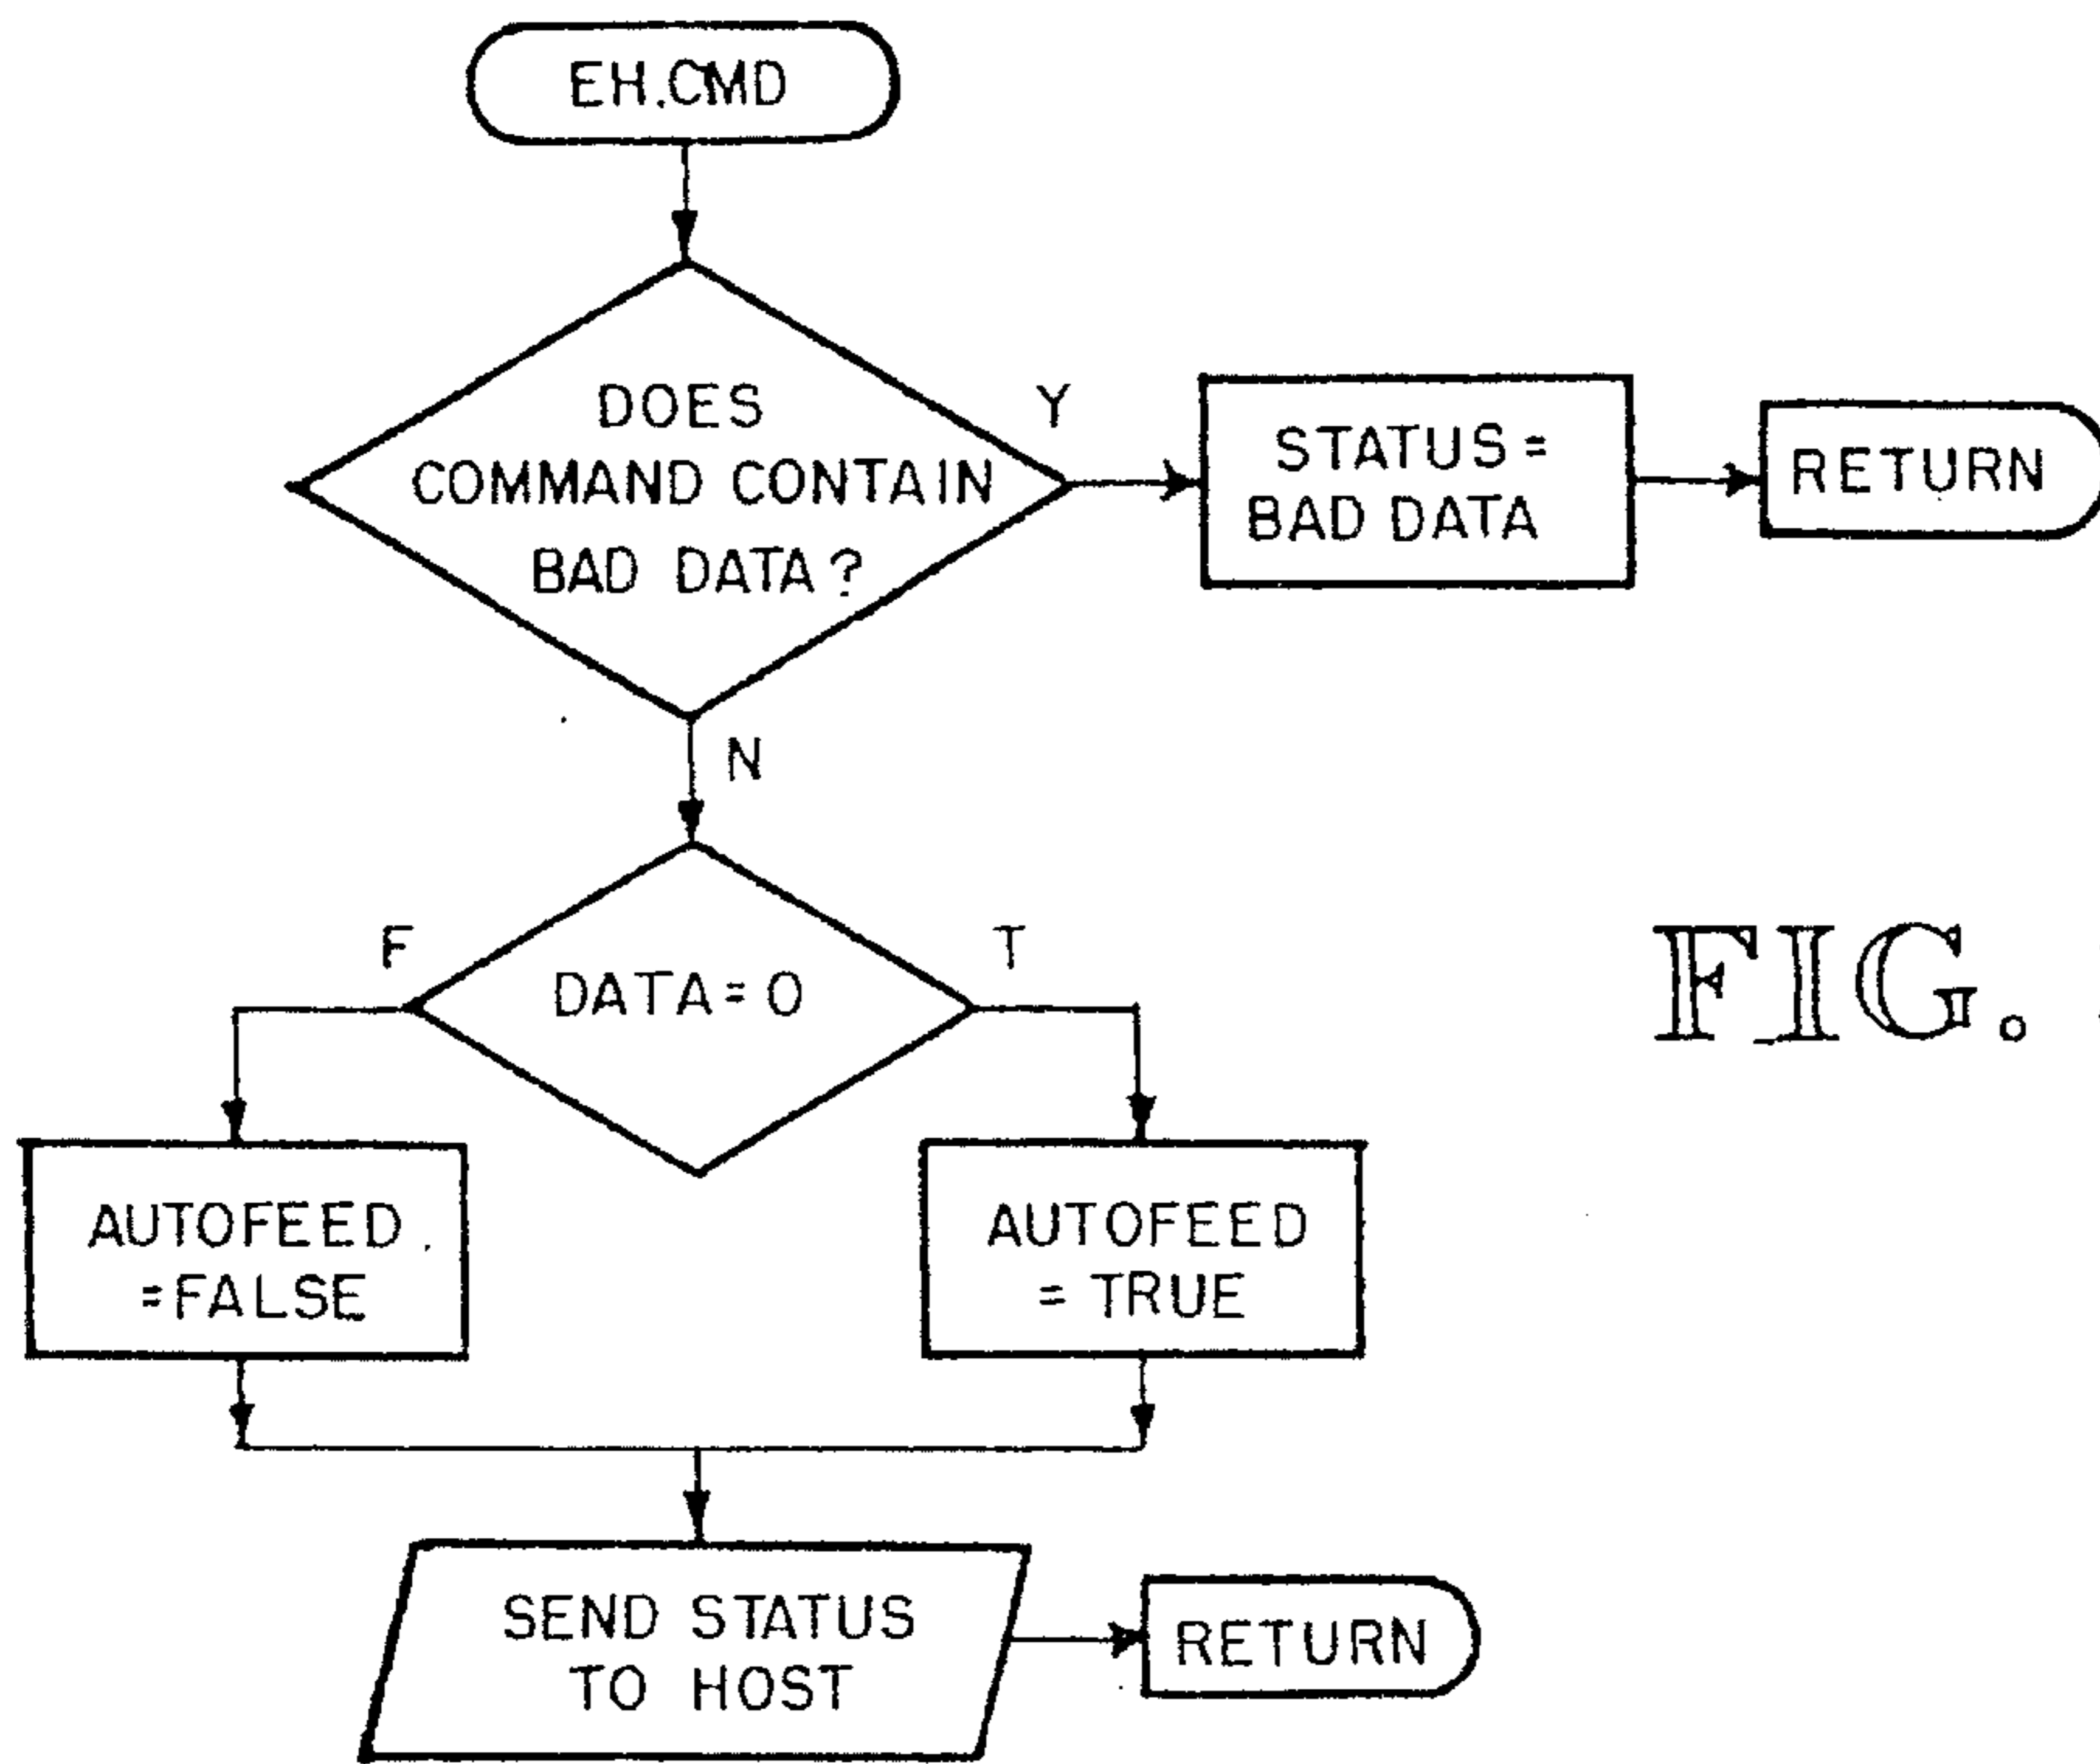 EH.CMD
DOES
COMMAND CONTAIN
BAD DATA?
Y
STATUS =
BAD DATA
RETURN
N
F
DATA = 0
T
FIG.
AUTOFEED
=FALSE
AUTOFEED
= TRUE
SEND STATUS
TO HOST
RETURN